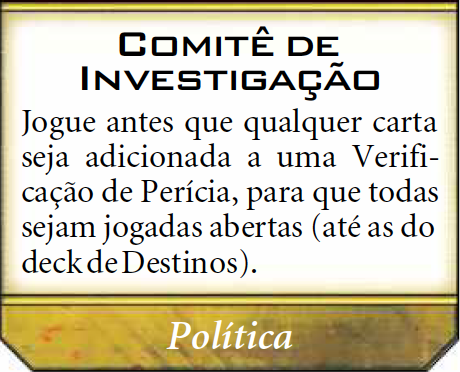 COMITÊ DE
INVESTIGAÇÃO
Jogue antes que qualquer carta
seja adicionada a uma Verifi-
cação de Perícia, para que todas
sejam jogadas abertas (até as do
deck de Destinos).
Política